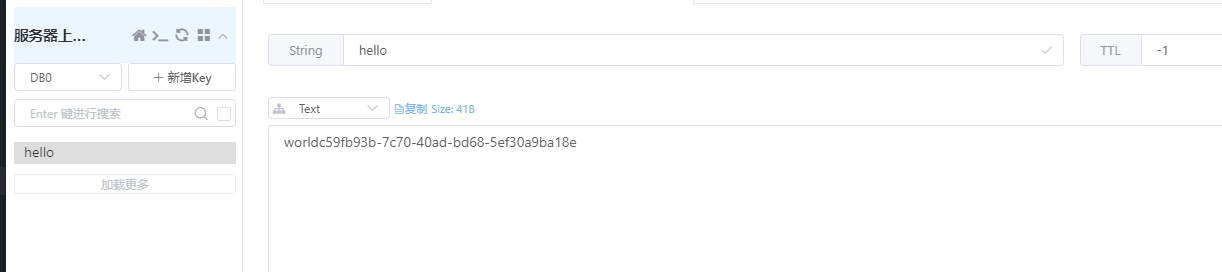 服务器上...
DB0
新增Key
Enter 键进行搜索
hello
加载更多
String hello
TTL -1
Text
复制 Size: 41B
worldc59fb93b-7c70-40ad-bd68-5ef30a9ba18e